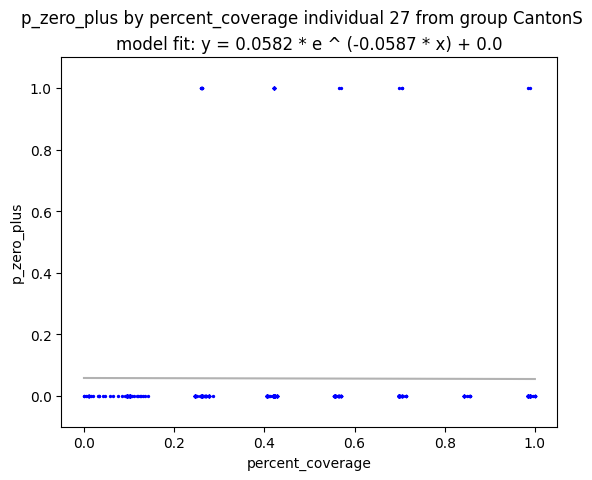 p_zero_plus by percent_coverage individual 27 from group CantonS
model fit: y = 0.0582 * e ^ (-0.0587 * x) + 0.0
1.0
0.8
0.6
0.4
0.2
0.0
p_zero_plus
0.0 0.2 0.4 0.6 0.8 1.0
percent_coverage